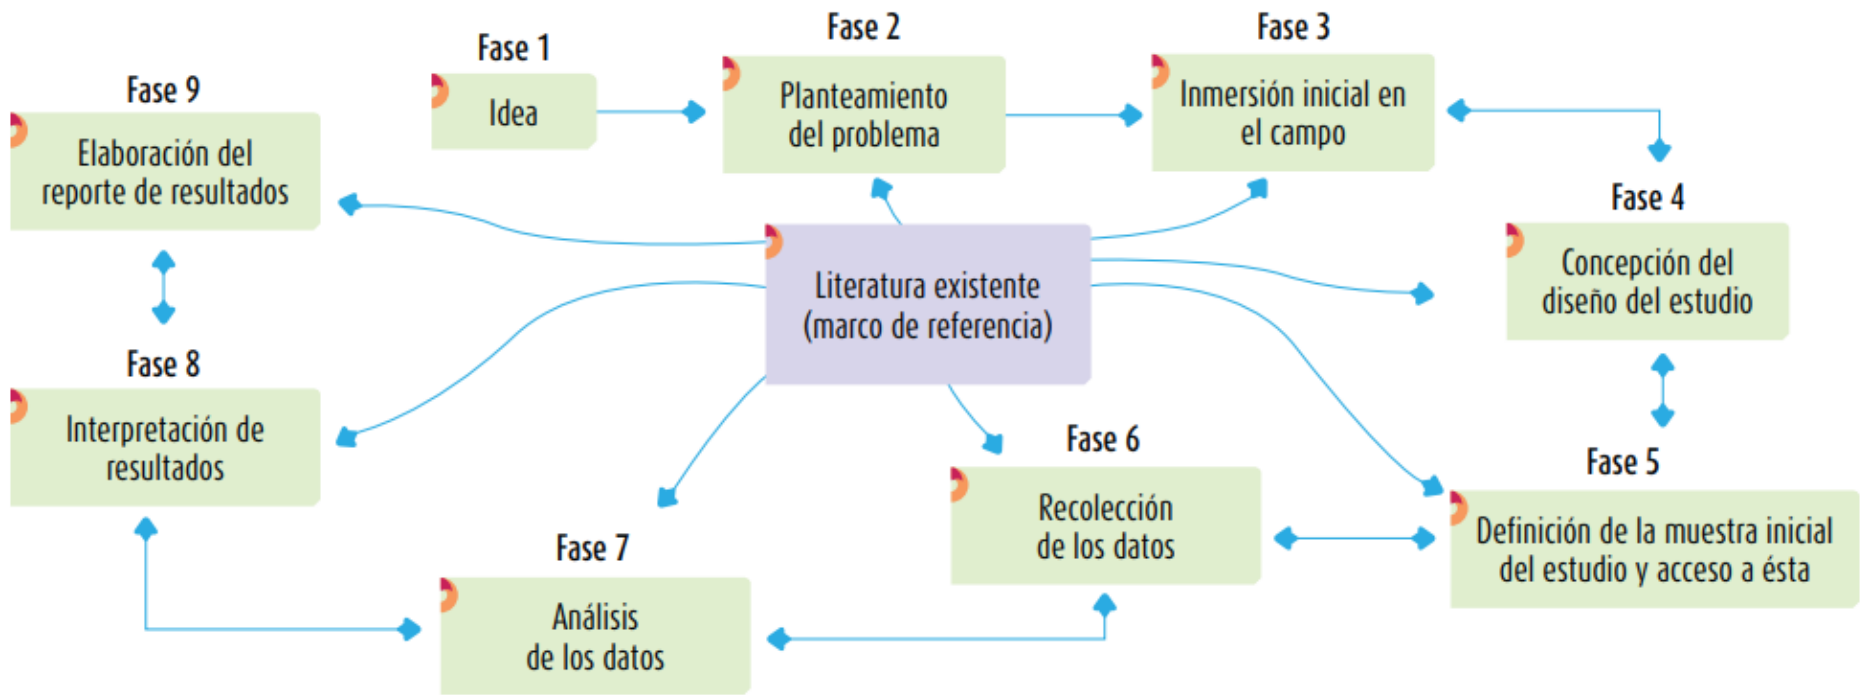 Fase 1
Idea
Fase 2
Planteamiento
del problema
Fase 3
Inmersión inicial en
el campo
Fase 4
Concepción del
diseño del estudio
Fase 5
Definición de la muestra inicial
del estudio y acceso a ésta
Fase 6
Recolección
de los datos
Fase 7
Análisis
de los datos
Fase 8
Interpretación de
resultados
Fase 9
Elaboración del
reporte de resultados
Literatura existente
(marco de referencia)